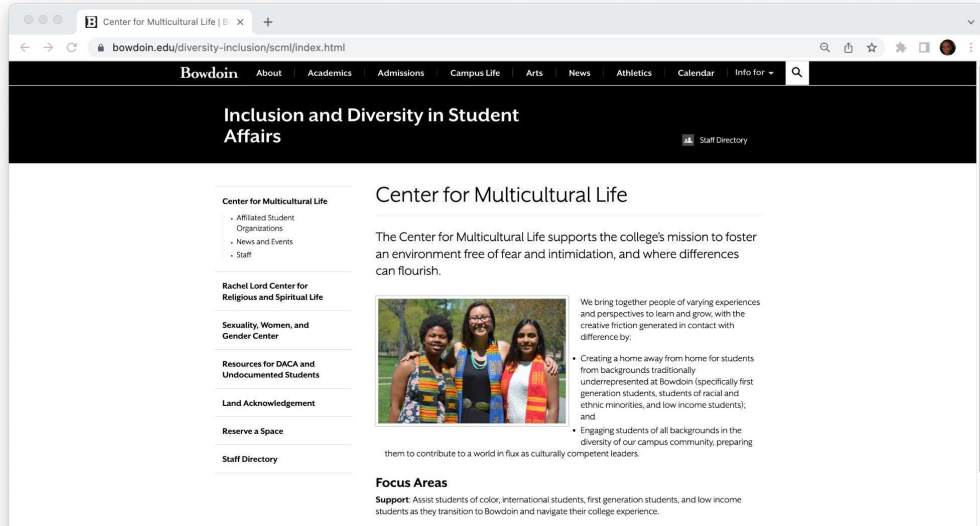 Center for Multicultural Life | B
bowdoin.edu/diversity-inclusion/scml/index.html
Bowdoin About Academics Admissions Campus Life Arts News Athletics Calendar Info for
Inclusion and Diversity in Student
Affairs
Staff Directory
Center for Multicultural Life
• Affiliated Student
Organizations
• News and Events
• Staff
Rachel Lord Center for
Religious and Spiritual Life
Sexuality, Women, and
Gender Center
Resources for DACA and
Undocumented Students
Land Acknowledgement
Reserve a Space
Staff Directory
Center for Multicultural Life
The Center for Multicultural Life supports the college's mission to foster
an environment free of fear and intimidation, and where differences
can flourish.
We bring together people of varying experiences
and perspectives to learn and grow, with the
creative friction generated in contact with
difference by:
• Creating a home away from home for students
from backgrounds traditionally
underrepresented at Bowdoin (specifically first
generation students, students of racial and
ethnic minorities, and low income students);
and
• Engaging students of all backgrounds in the
diversity of our campus community, preparing
them to contribute to a world in flux as culturally competent leaders.
Focus Areas
Support: Assist students of color, international students, first generation students, and low income
students as they transition to Bowdoin and navigate their college experience.